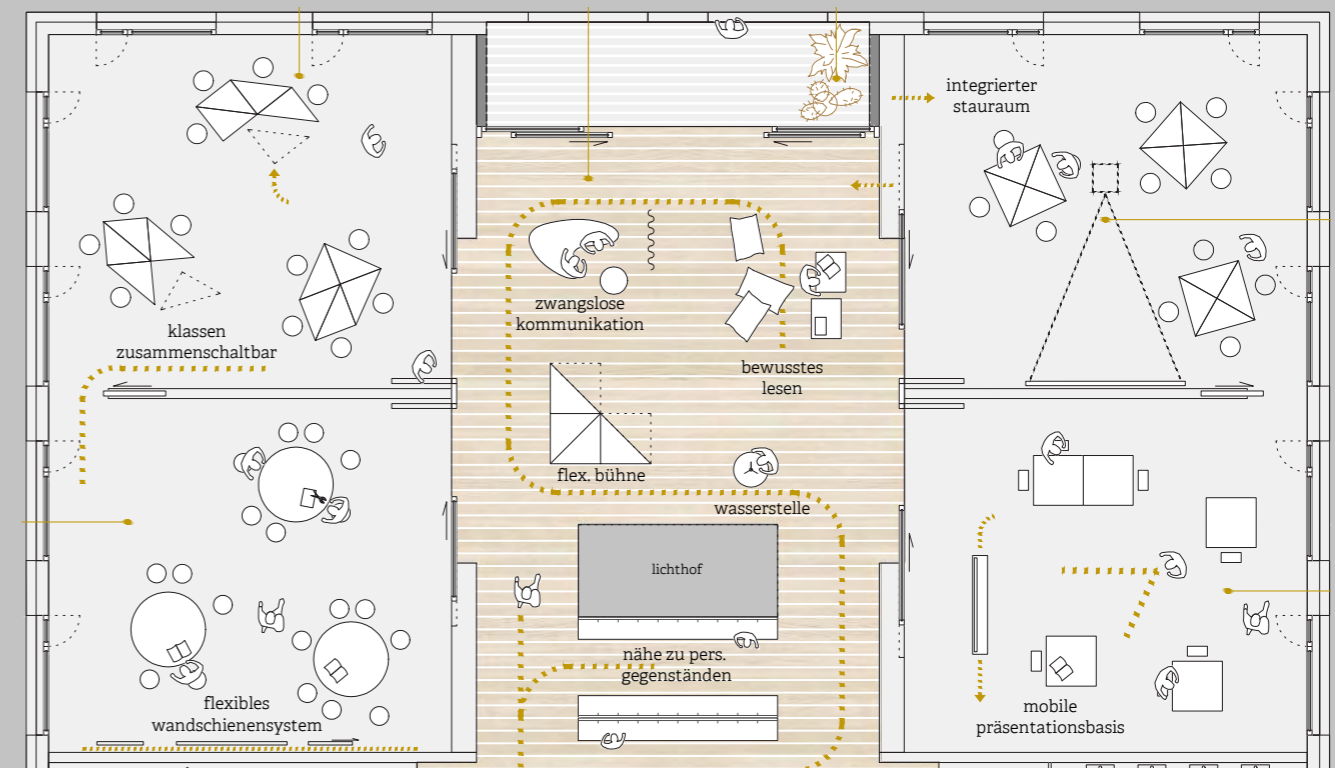 integrierter
stauraum
zwangslose
kommunikation
klassen
zusammenschaltbar
bewusstes
lesen
flex. bühne
wasserstelle
lichthof
nähe zu pers.
gegenständen
flexibles
wandschienensystem
mobile
präsentationsbasis